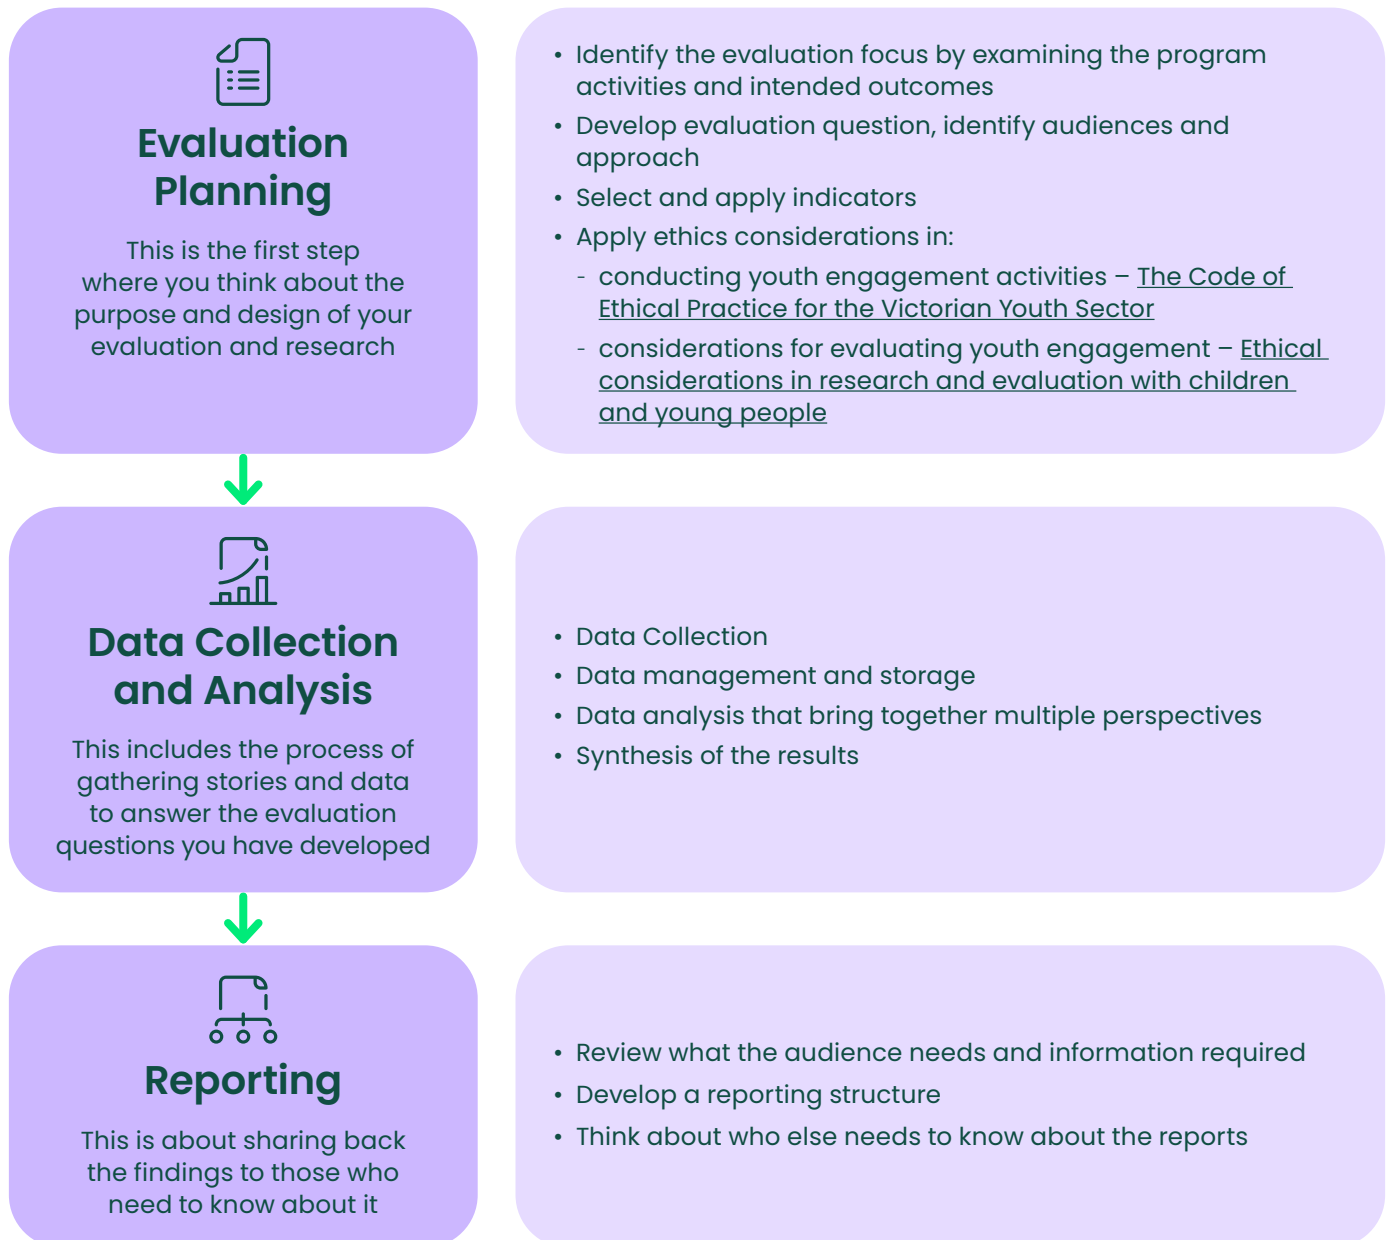 Evaluation
Planning
This is the first step
where you think about the
purpose and design of your
evaluation and research
• Identify the evaluation focus by examining the program
activities and intended outcomes
• Develop evaluation question, identify audiences and
approach
• Select and apply indicators
• Apply ethics considerations in:
- conducting youth engagement activities – The Code of
Ethical Practice for the Victorian Youth Sector
- considerations for evaluating youth engagement – Ethical
considerations in research and evaluation with children
and young people
Data Collection
and Analysis
This includes the process of
gathering stories and data
to answer the evaluation
questions you have developed
• Data Collection
• Data management and storage
• Data analysis that bring together multiple perspectives
• Synthesis of the results
Reporting
This is about sharing back
the findings to those who
need to know about it
• Review what the audience needs and information required
• Develop a reporting structure
• Think about who else needs to know about the reports